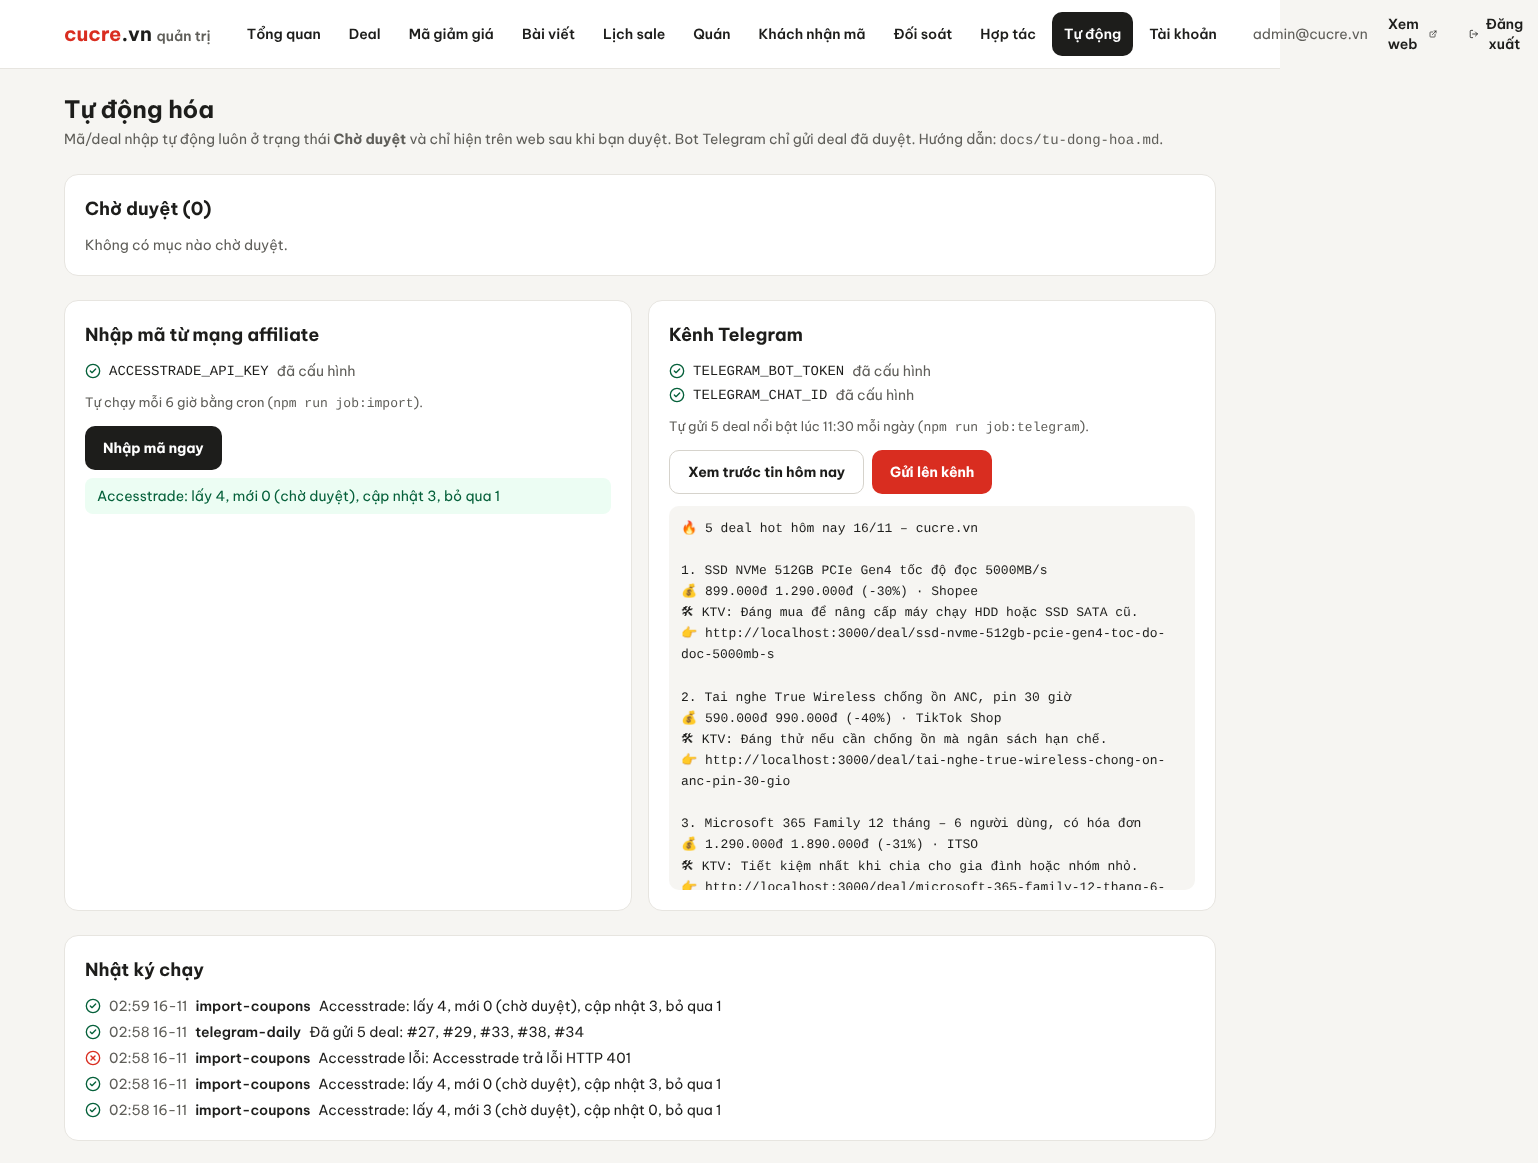 cucre.vn quản trị
Tổng quan
Deal
Mã giảm giá
Bài viết
Lịch sale
Quán
Khách nhận mã
Đối soát
Hợp tác
Tự động
Tài khoản
admin@cucre.vn
Xem web
Đăng xuất
Tự động hóa
Mã/deal nhập tự động luôn ở trạng thái Chờ duyệt và chỉ hiện trên web sau khi bạn duyệt. Bot Telegram chỉ gửi deal đã duyệt. Hướng dẫn: docs/tu-dong-hoa.md.
Chờ duyệt (0)
Không có mục nào chờ duyệt.
Nhập mã từ mạng affiliate
ACCESSTRADE_API_KEY đã cấu hình
Tự chạy mỗi 6 giờ bằng cron (npm run job:import).
Nhập mã ngay
Accesstrade: lấy 4, mới 0 (chờ duyệt), cập nhật 3, bỏ qua 1
Kênh Telegram
TELEGRAM_BOT_TOKEN đã cấu hình
TELEGRAM_CHAT_ID đã cấu hình
Tự gửi 5 deal nổi bật lúc 11:30 mỗi ngày (npm run job:telegram).
Xem trước tin hôm nay
Gửi lên kênh
🔥 5 deal hot hôm nay 16/11 – cucre.vn
1. SSD NVMe 512GB PCIe Gen4 tốc độ đọc 5000MB/s
💰 899.000đ 1.290.000đ (-30%) · Shopee
🛠 KTV: Đáng mua để nâng cấp máy chạy HDD hoặc SSD SATA cũ.
👉 http://localhost:3000/deal/ssd-nvme-512gb-pcie-gen4-toc-do-
doc-5000mb-s
2. Tai nghe True Wireless chống ồn ANC, pin 30 giờ
💰 590.000đ 990.000đ (-40%) · TikTok Shop
🛠 KTV: Đáng thử nếu cần chống ồn mà ngân sách hạn chế.
👉 http://localhost:3000/deal/tai-nghe-true-wireless-chong-on-
anc-pin-30-gio
3. Microsoft 365 Family 12 tháng – 6 người dùng, có hóa đơn
💰 1.290.000đ 1.890.000đ (-31%) · ITSO
🛠 KTV: Tiết kiệm nhất khi chia cho gia đình hoặc nhóm nhỏ.
👉 http://localhost:3000/deal/microsoft-365-family-12-thang-6-
Nhật ký chạy
02:59 16-11 import-coupons Accesstrade: lấy 4, mới 0 (chờ duyệt), cập nhật 3, bỏ qua 1
02:58 16-11 telegram-daily Đã gửi 5 deal: #27, #29, #33, #38, #34
02:58 16-11 import-coupons Accesstrade lỗi: Accesstrade trả lỗi HTTP 401
02:58 16-11 import-coupons Accesstrade: lấy 4, mới 0 (chờ duyệt), cập nhật 3, bỏ qua 1
02:58 16-11 import-coupons Accesstrade: lấy 4, mới 3 (chờ duyệt), cập nhật 0, bỏ qua 1